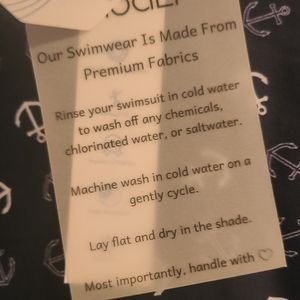 Our Swimwear Is Made From
Premium Fabrics
Rinse your swimsuit in cold water
to wash off any chemicals,
chlorinated water, or saltwater.
Machine wash in cold water on a
gently cycle.
Lay flat and dry in the shade.
Most importantly, handle with ♡